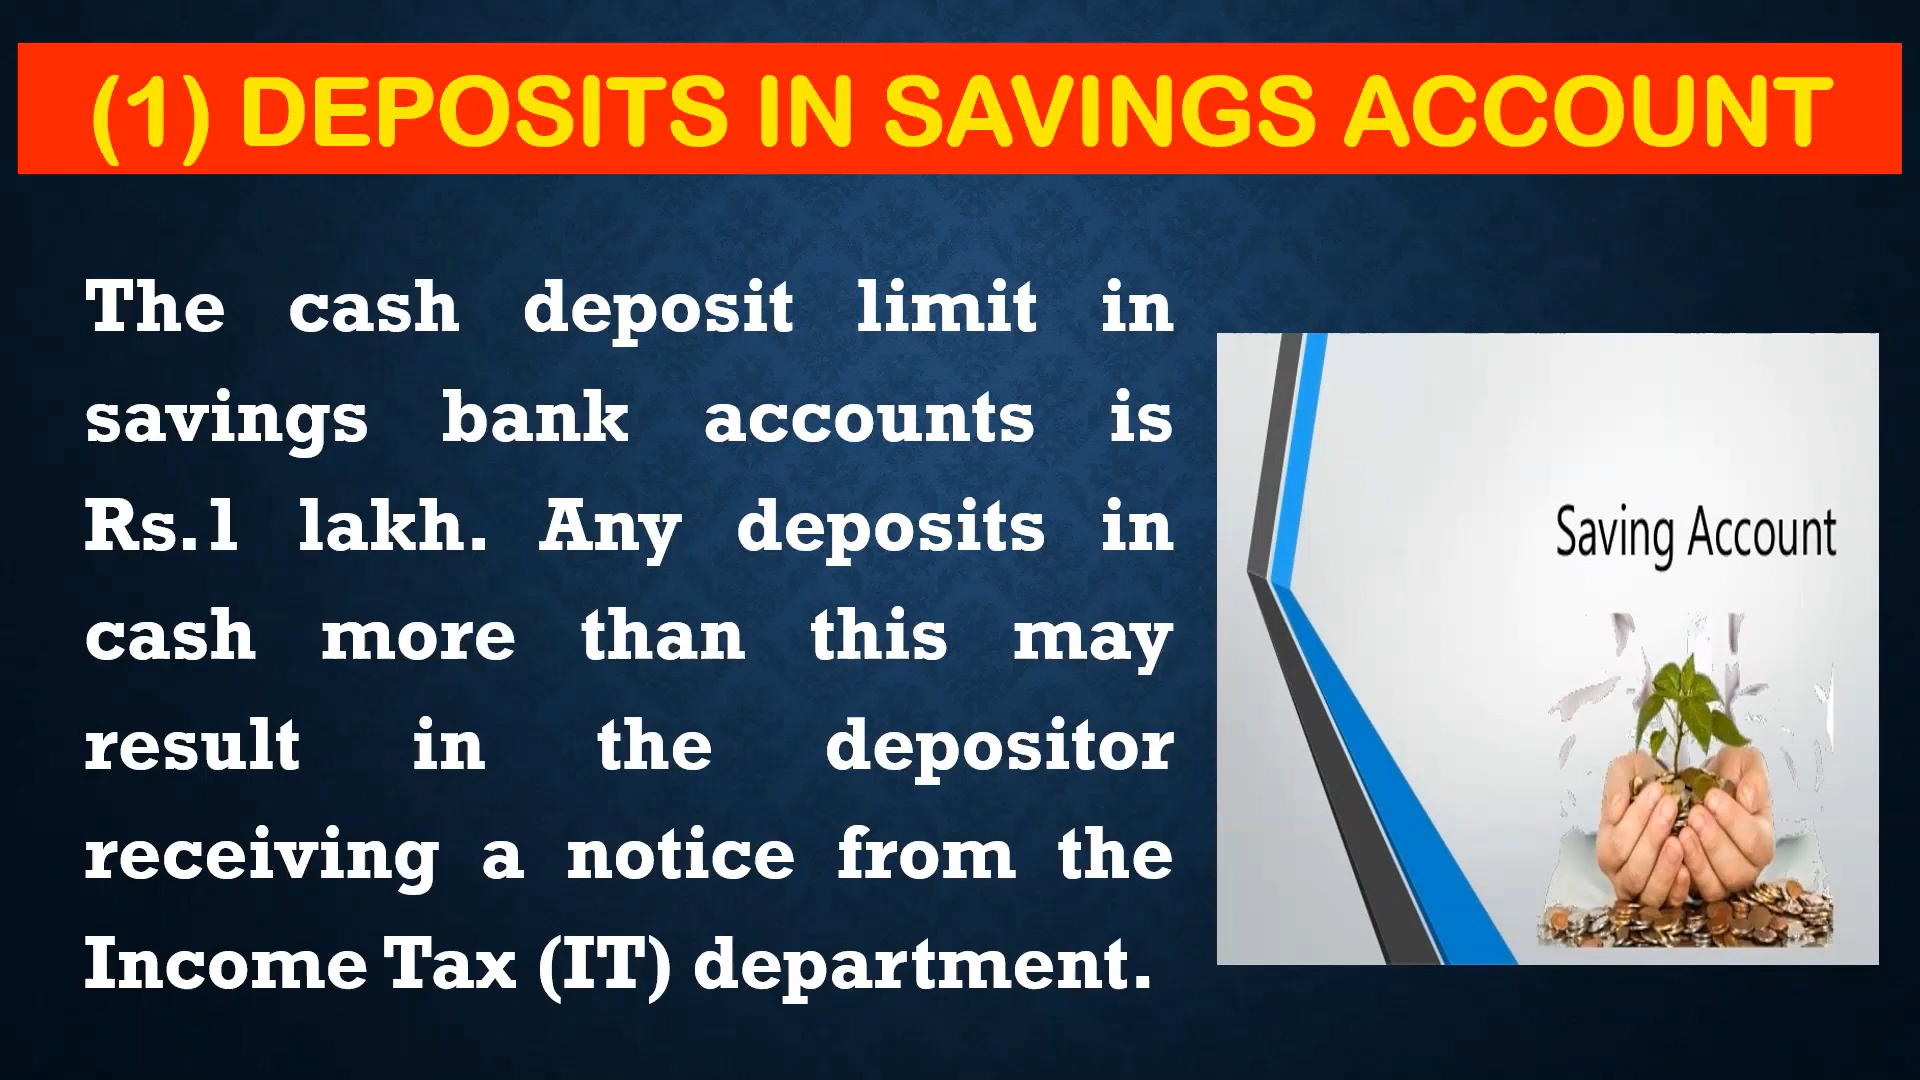 (1) DEPOSITS IN SAVINGS ACCOUNT
The cash deposit limit in
savings bank accounts is
Rs.1 lakh. Any deposits in
cash more than this may
result in the depositor
receiving a notice from the
Income Tax (IT) department.
Saving Account